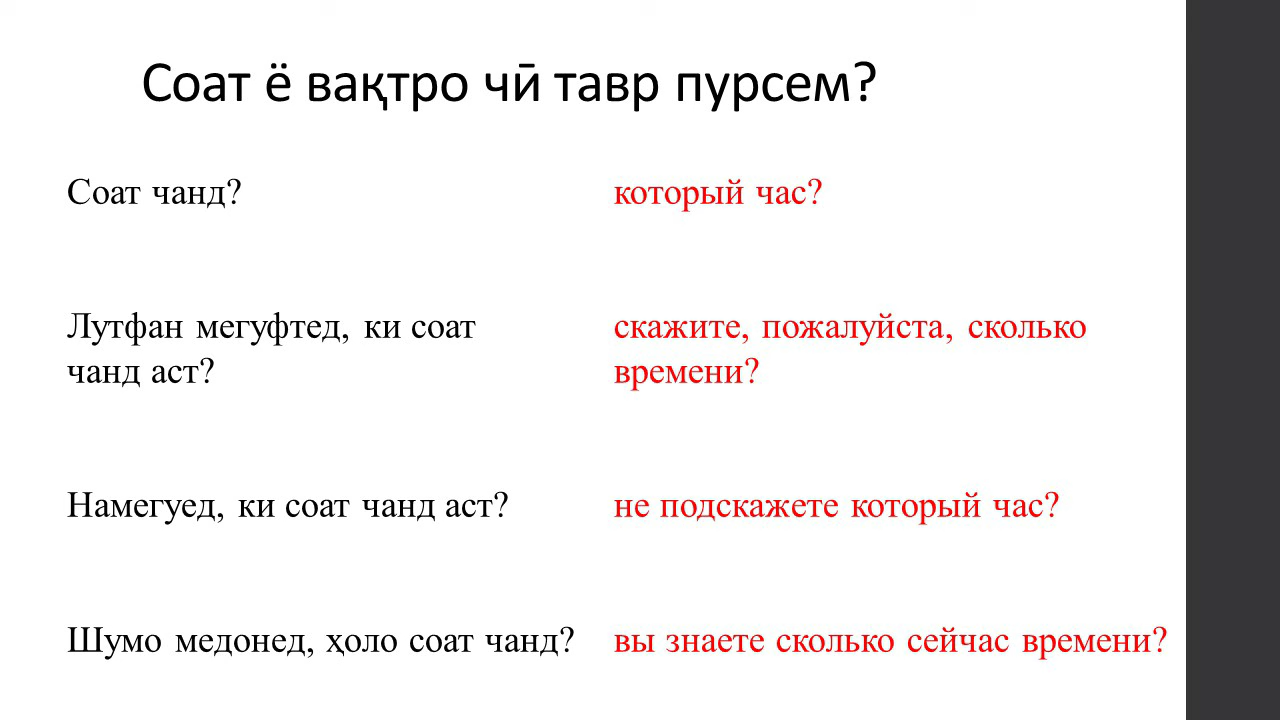 Соат ё вақтро чӣ тавр пурсем?
Соат чанд?
который час?
Лутфан мегуфтед, ки соат
чанд аст?
скажите, пожалуйста, сколько
времени?
Намегуед, ки соат чанд аст?
не подскажете который час?
Шумо медонед, ҳоло соат чанд?
вы знаете сколько сейчас времени?